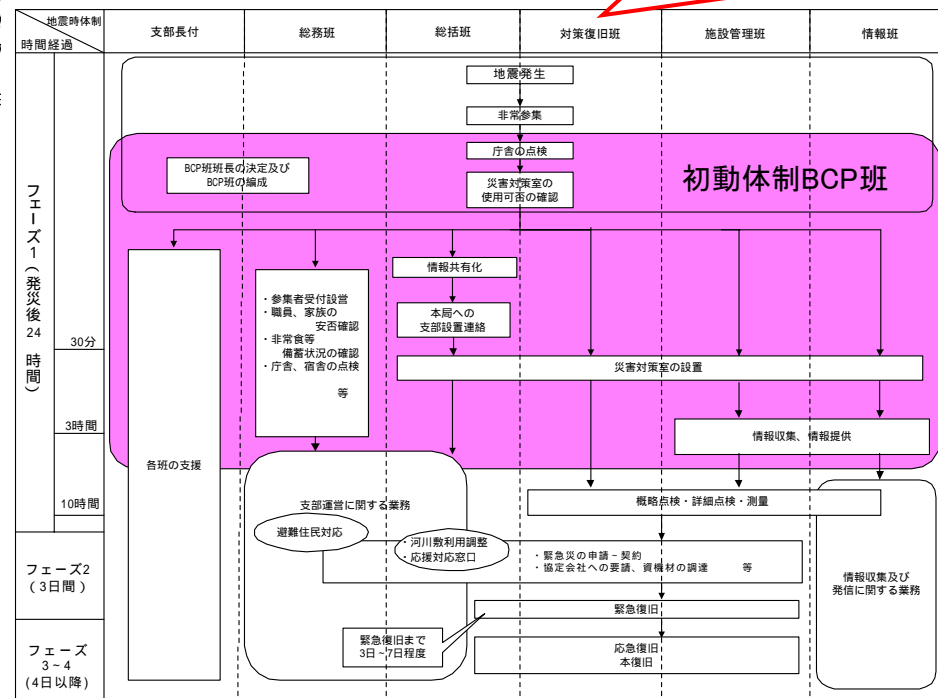 地震時体制
時間経過
支部長付
総務班
総括班
対策復旧班
施設管理班
情報班
フェーズ1(発災後24時間)
30分
3時間
10時間
フェーズ2
(3日間)
フェーズ
3~4
(4日以降)
地震発生
非常参集
庁舎の点検
災害対策室の
使用可否の確認
BCP班班長の決定及び
BCP班の編成
初動体制BCP班
各班の支援
・参集者受付設営
・職員、家族の
安否確認
・非常食等
備蓄状況の確認
・庁舎、宿舎の点検
等
情報共有化
本局への
支部設置連絡
災害対策室の設置
情報収集、情報提供
概略点検・詳細点検・測量
支部運営に関する業務
避難住民対応
・河川敷利用調整
・応援対応窓口
・緊急災の申請-契約
・協定会社への要請、資機材の調達 等
緊急復旧
緊急復旧まで
3日~7日程度
応急復旧
本復旧
情報収集及び
発信に関する業務